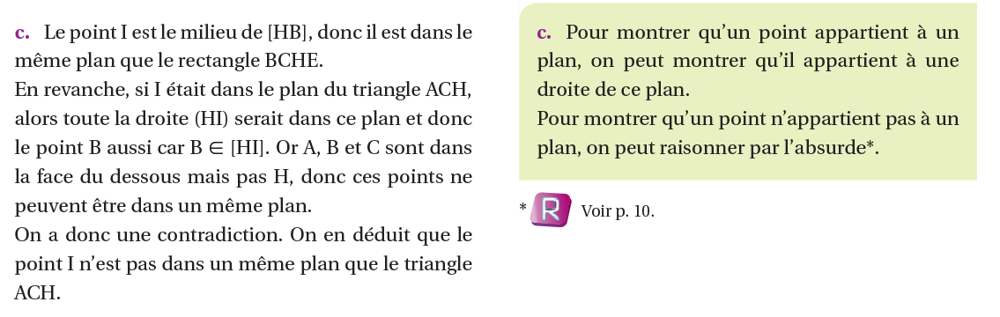 c. Le point I est le milieu de [HB], donc il est dans le
même plan que le rectangle BCHE.
En revanche, si I était dans le plan du triangle ACH,
alors toute la droite (HI) serait dans ce plan et donc
le point B aussi car B ∈ [HI]. Or A, B et C sont dans
la face du dessous mais pas H, donc ces points ne
peuvent être dans un même plan.
On a donc une contradiction. On en déduit que le
point I n'est pas dans un même plan que le triangle
ACH.
c. Pour montrer qu'un point appartient à un
plan, on peut montrer qu'il appartient à une
droite de ce plan.
Pour montrer qu'un point n'appartient pas à un
plan, on peut raisonner par l'absurde*.
* R Voir p. 10.